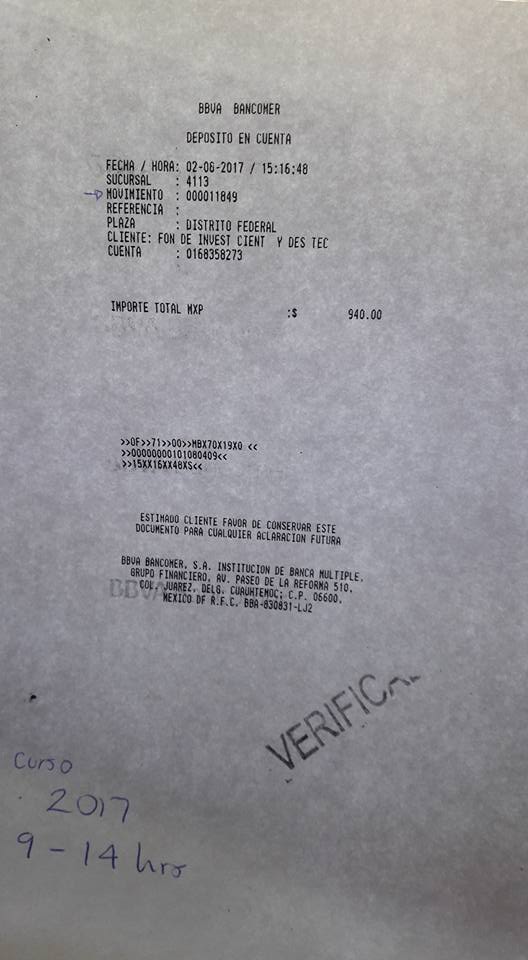 BBVA BANCOMER
DEPOSITO EN CUENTA
FECHA / HORA: 02-06-2017 / 15:16:48
SUCURSAL : 4113
MOVIMIENTO : 000011849
REFERENCIA :
PLAZA : DISTRITO FEDERAL
CLIENTE: FON DE INVEST CIENT Y DES TEC
CUENTA : 0168358273
IMPORTE TOTAL MXP :$ 940.00
>>OF>>71>>00>>MBX70X19X0 <<
>>00000000101080409<<
>>15XX16XX48XS<<
ESTIMADO CLIENTE FAVOR DE CONSERVAR ESTE
DOCUMENTO PARA CUALQUIER ACLARACION FUTURA
BBVA BANCOMER, S.A. INSTITUCION DE BANCA MULTIPLE,
GRUPO FINANCIERO, AV. PASEO DE LA REFORMA 510,
COL. JUAREZ, DELG. CUAUHTEMOC; C.P. 06600,
MEXICO DF R.F.C. BBA-830831-LJ2
BBVA
VERIFICA
Curso
2017
9 - 14 hrs